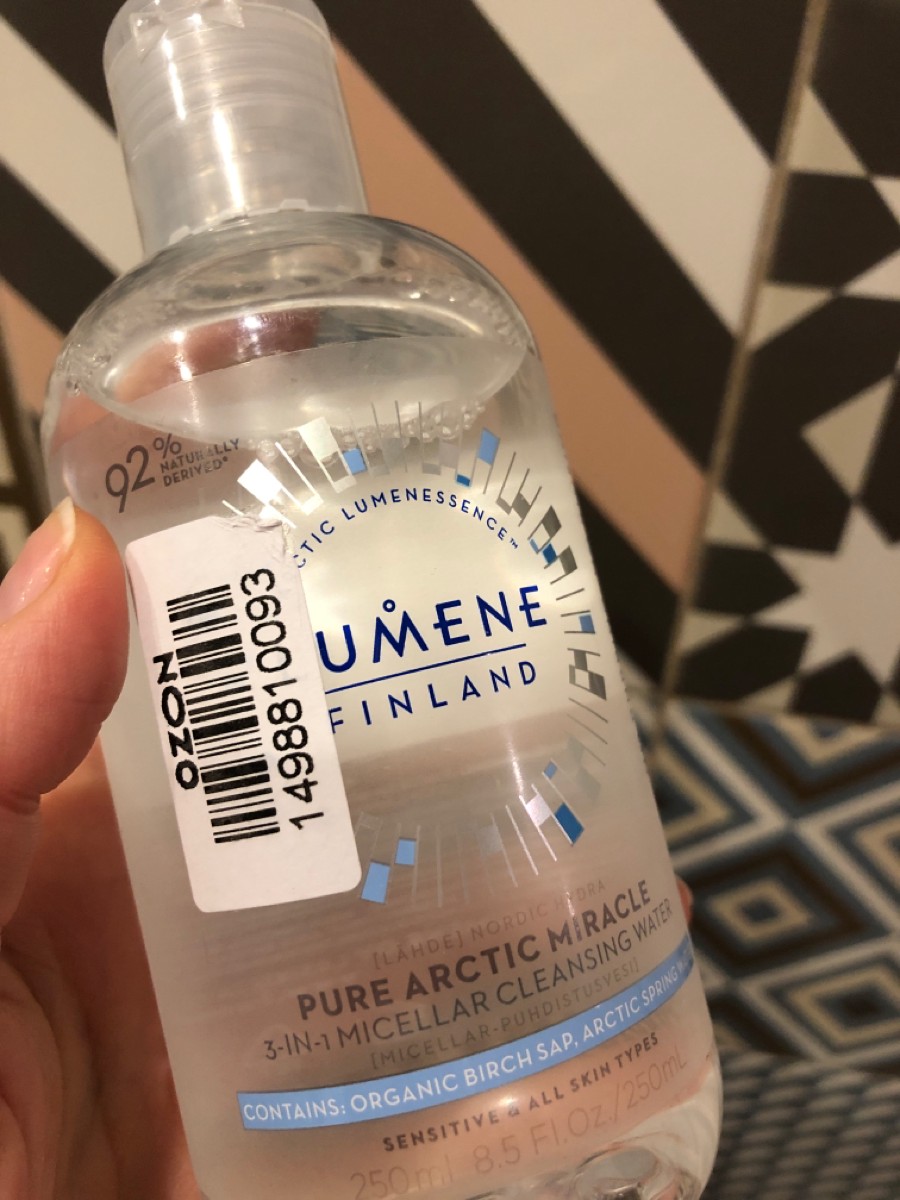 92% NATURALLY
DERIVED*
CTIC LUMENESSENCE™
UMENE
FINLAND
OZON
1498810093
[LÄHDE] NORDIC HYDRA
PURE ARCTIC MIRACLE
3-IN-1 MICELLAR CLEANSING WATER
[MICELLAR-PUHDISTUSVESI]
CONTAINS: ORGANIC BIRCH SAP, ARCTIC SPRING
SENSITIVE & ALL SKIN TYPES
250 ml 8.5 Fl.Oz./250mL